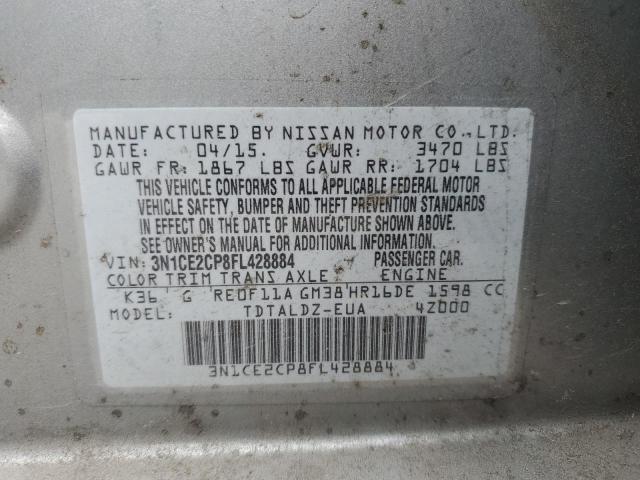 MANUFACTURED BY NISSAN MOTOR CO., LTD.
DATE: 04/15. GVWR: 3470 LBS
GAWR FR: 1867 LBS GAWR RR: 1704 LBS
THIS VEHICLE CONFORMS TO ALL APPLICABLE FEDERAL MOTOR
VEHICLE SAFETY, BUMPER AND THEFT PREVENTION STANDARDS
IN EFFECT ON THE DATE OF MANUFACTURE SHOWN ABOVE.
SEE OWNER'S MANUAL FOR ADDITIONAL INFORMATION.
VIN: 3N1CE2CP8FL428884 PASSENGER CAR.
COLOR TRIM TRANS AXLE ENGINE
K36 G RE0F11A GM38 HR16DE 1598 CC
MODEL: TDTALDZ-EUA 4Z000
3N1CE2CP8FL428884